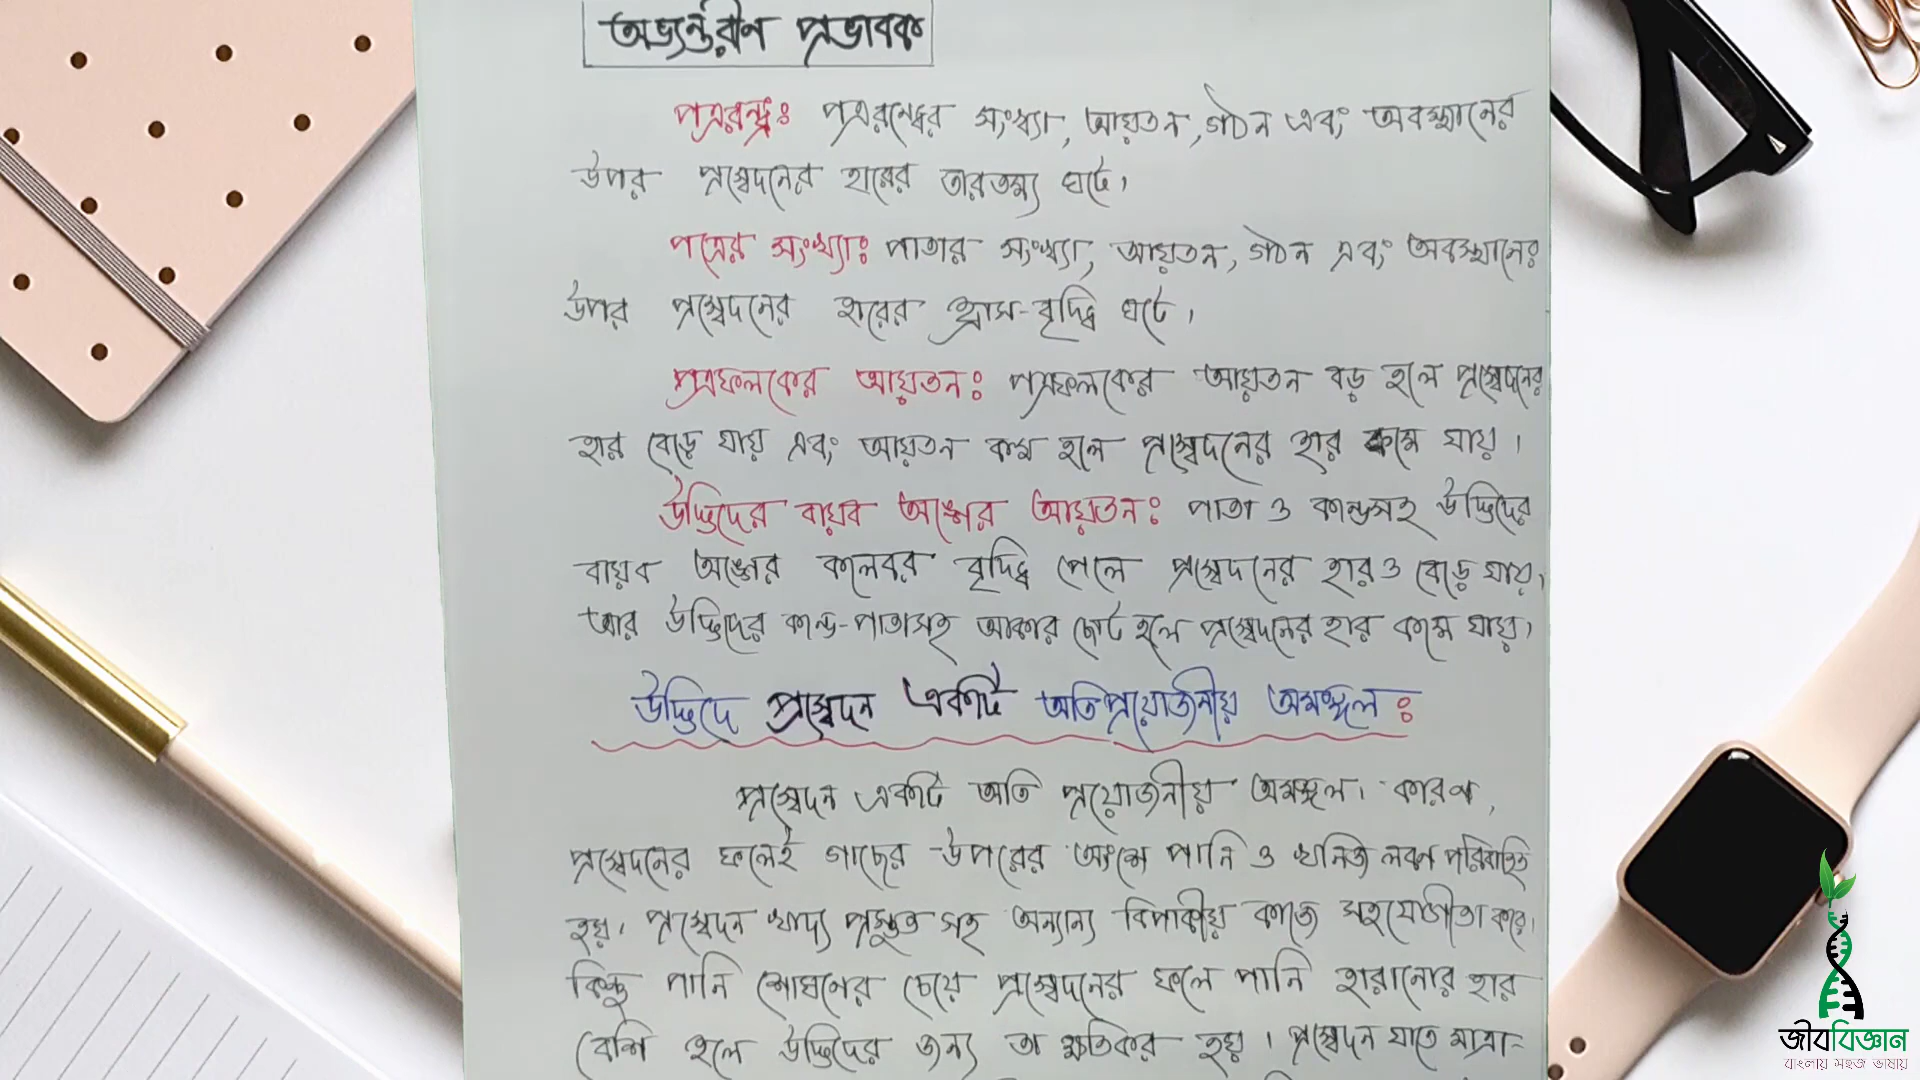 অভ্যন্তরীন প্রভাবক
পত্ররন্ধ্রঃ পত্ররন্ধ্রের সংখ্যা, আয়তন, গঠন এবং অবস্থানের
উপর প্রস্বেদনের হারের তারতম্য ঘটে।
পত্রের সংখ্যাঃ পাতার সংখ্যা, আয়তন, গঠন এবং অবস্থানের
উপর প্রস্বেদনের হারের হ্রাস-বৃদ্ধি ঘটে।
পত্রফলকের আয়তনঃ পত্রফলকের আয়তন বড় হলে প্রস্বেদনের
হার বেড়ে যায় এবং আয়তন কম হলে প্রস্বেদনের হার কমে যায়।
উদ্ভিদের বায়ব অঙ্গের আয়তনঃ পাতা ও কান্ডসহ উদ্ভিদের
বায়ব অঙ্গের কলেবর বৃদ্ধি পেলে প্রস্বেদনের হারও বেড়ে যায়।
আর উদ্ভিদের কান্ড-পাতাসহ আকার ছোট হলে প্রস্বেদনের হার কমে যায়।
উদ্ভিদে প্রস্বেদন একটি অতিপ্রয়োজনীয় অমঙ্গল ঃ
প্রস্বেদন একটি অতি প্রয়োজনীয় অমঙ্গল। কারণ,
প্রস্বেদনের ফলেই গাছের উপরের অংশে পানি ও খনিজ লবণ পরিবাহিত
হয়। প্রস্বেদন খাদ্য প্রস্তুত সহ অন্যান্য বিপাকীয় কাজে সহযোগীতা করে।
কিন্তু পানি শোষণের চেয়ে প্রস্বেদনের ফলে পানি হারানোর হার
বেশি হলে উদ্ভিদের জন্য তা ক্ষতিকর হয়। প্রস্বেদন যাতে মাত্রা-
জীববিজ্ঞান
বাংলায় সহজ ভাষায়